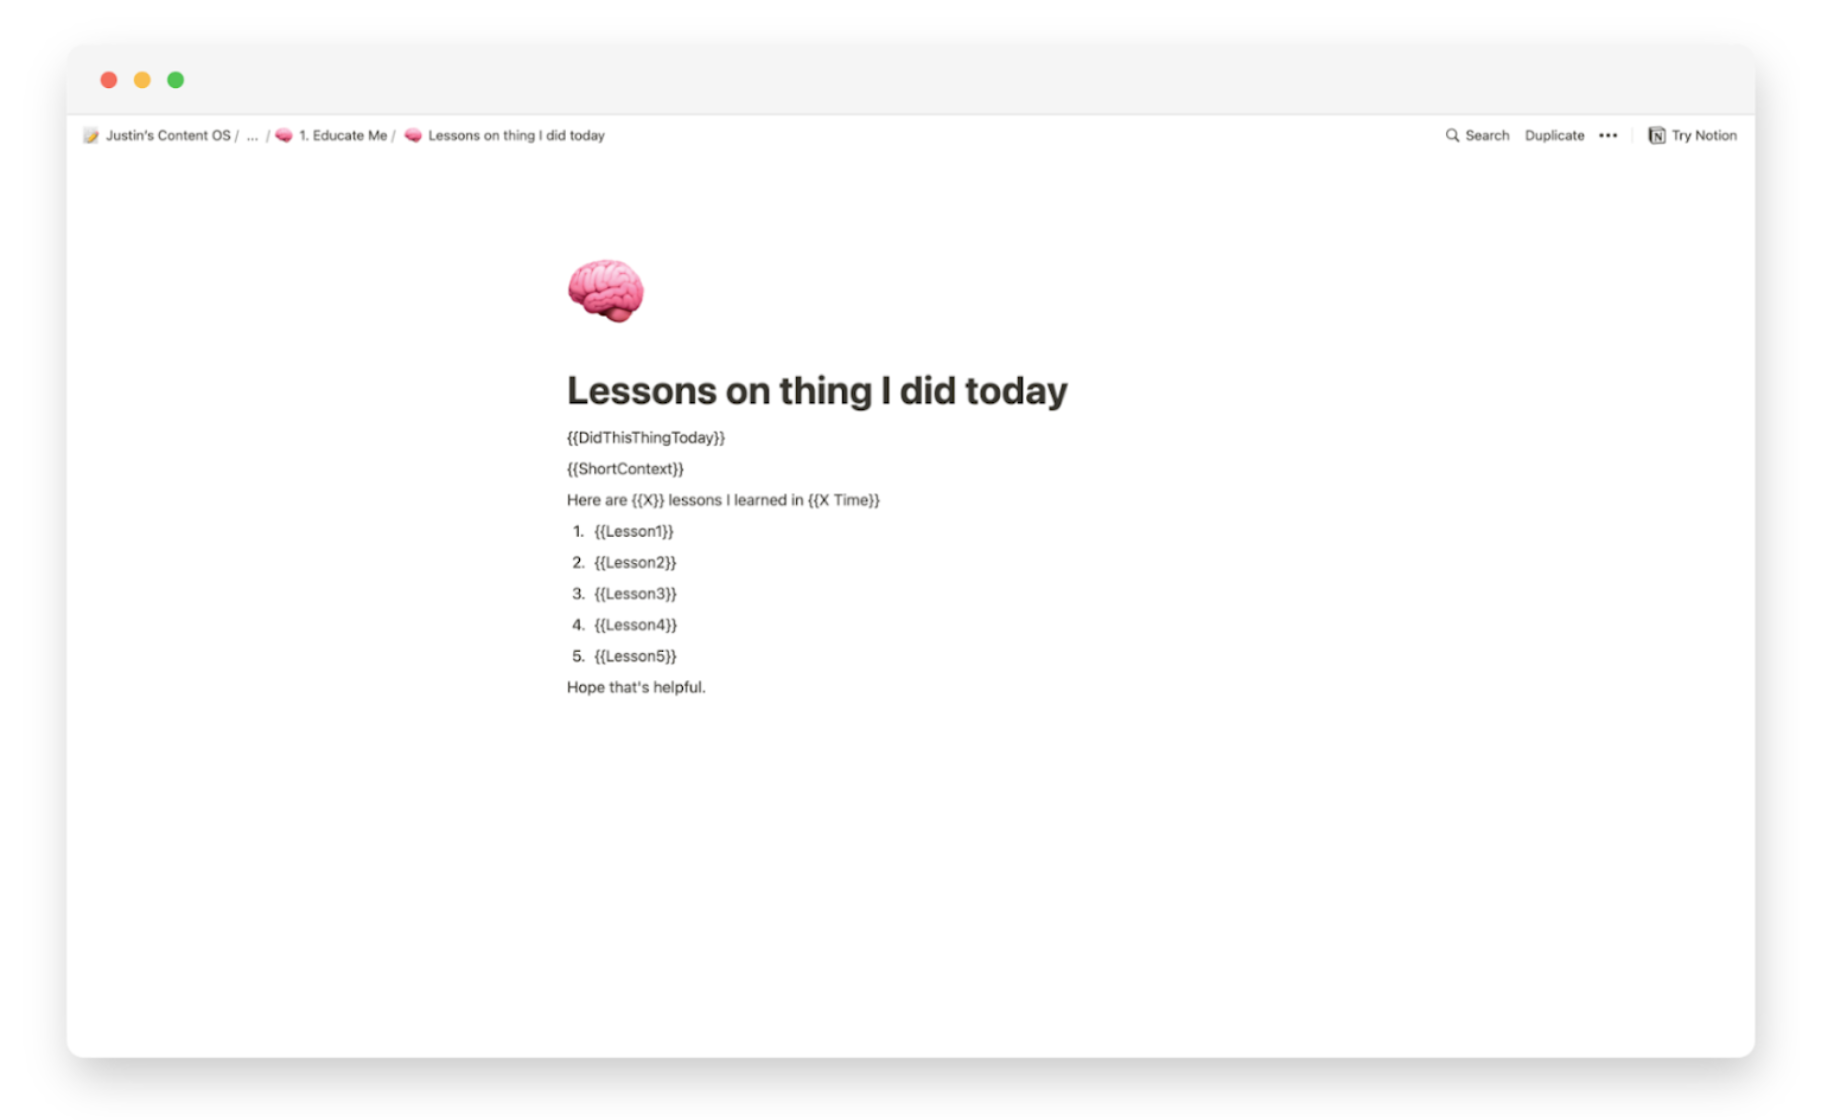 Justin's Content OS / ... / 1. Educate Me / Lessons on thing I did today
Search Duplicate ••• Try Notion
Lessons on thing I did today
{{DidThisThingToday}}
{{ShortContext}}
Here are {{X}} lessons I learned in {{X Time}}
1. {{Lesson1}}
2. {{Lesson2}}
3. {{Lesson3}}
4. {{Lesson4}}
5. {{Lesson5}}
Hope that's helpful.